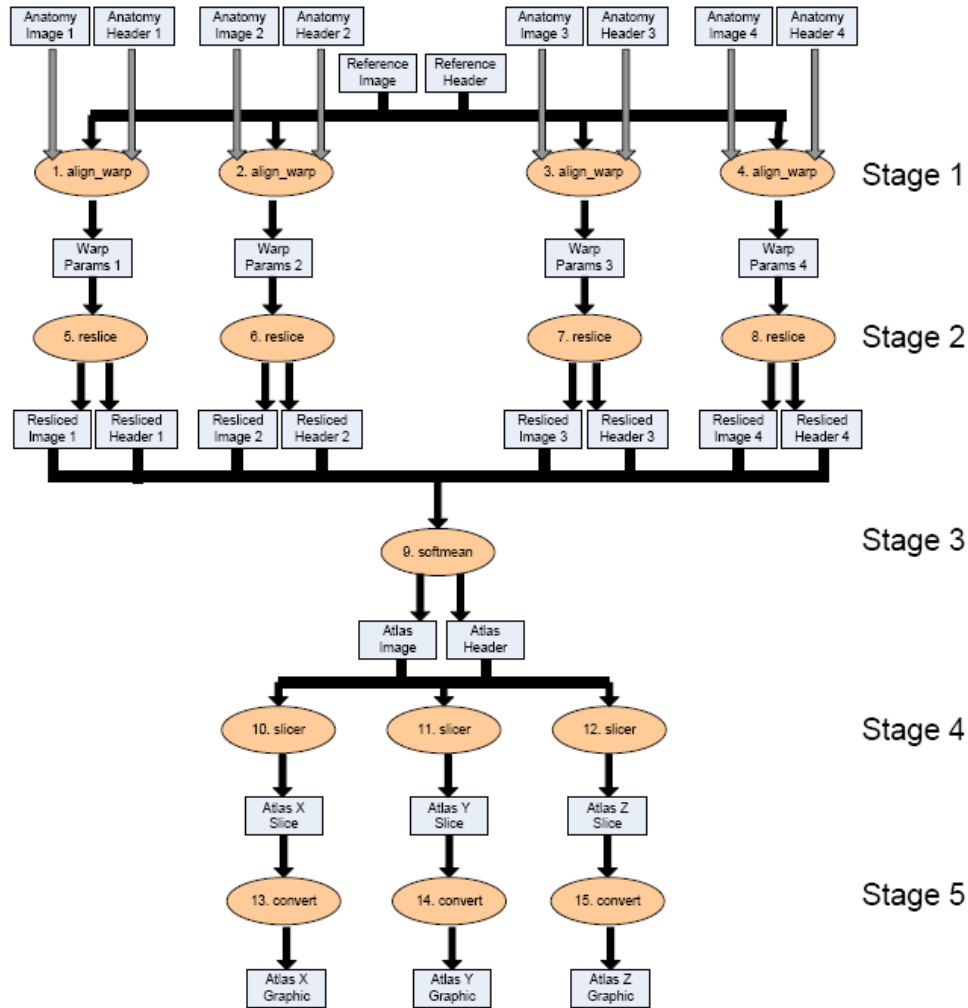 Anatomy
Image 1
Anatomy
Header 1
Anatomy
Image 2
Anatomy
Header 2
Anatomy
Image 3
Anatomy
Header 3
Anatomy
Image 4
Anatomy
Header 4
Reference
Image
Reference
Header
1. align_warp
2. align_warp
3. align_warp
4. align_warp
Stage 1
Warp
Params 1
Warp
Params 2
Warp
Params 3
Warp
Params 4
5. reslice
6. reslice
7. reslice
8. reslice
Stage 2
Resliced
Image 1
Resliced
Header 1
Resliced
Image 2
Resliced
Header 2
Resliced
Image 3
Resliced
Header 3
Resliced
Image 4
Resliced
Header 4
9. softmean
Stage 3
Atlas
Image
Atlas
Header
10. slicer
11. slicer
12. slicer
Stage 4
Atlas X
Slice
Atlas Y
Slice
Atlas Z
Slice
13. convert
14. convert
15. convert
Stage 5
Atlas X
Graphic
Atlas Y
Graphic
Atlas Z
Graphic